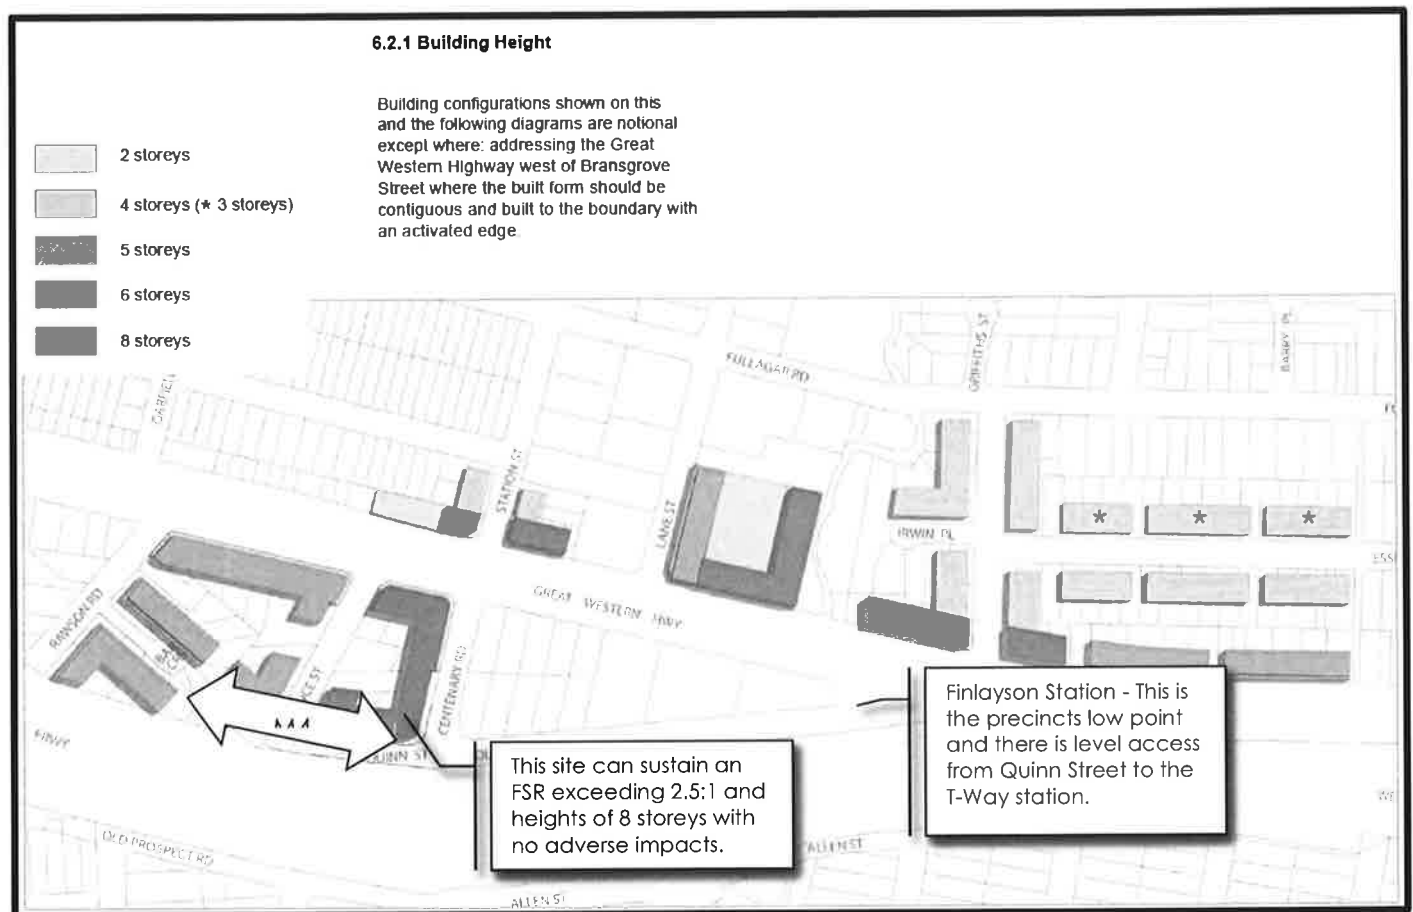 6.2.1 Building Height
Building configurations shown on this
and the following diagrams are notional
except where: addressing the Great
Western Highway west of Bransgrove
Street where the built form should be
contiguous and built to the boundary with
an activated edge.
2 storeys
4 storeys (* 3 storeys)
5 storeys
6 storeys
8 storeys
GRIFFITHS ST
BARRY PL
FULLAGAR RD
STATION ST
LANE ST
* * *
IRWIN PL
GREAT WESTERN HWY
RAWSON RD
CENTENARY RD
QUINN ST
FRWY
OLD PROSPECT RD
ALLEN ST
ALLEN ST
This site can sustain an
FSR exceeding 2.5:1 and
heights of 8 storeys with
no adverse impacts.
Finlayson Station - This is
the precincts low point
and there is level access
from Quinn Street to the
T-Way station.